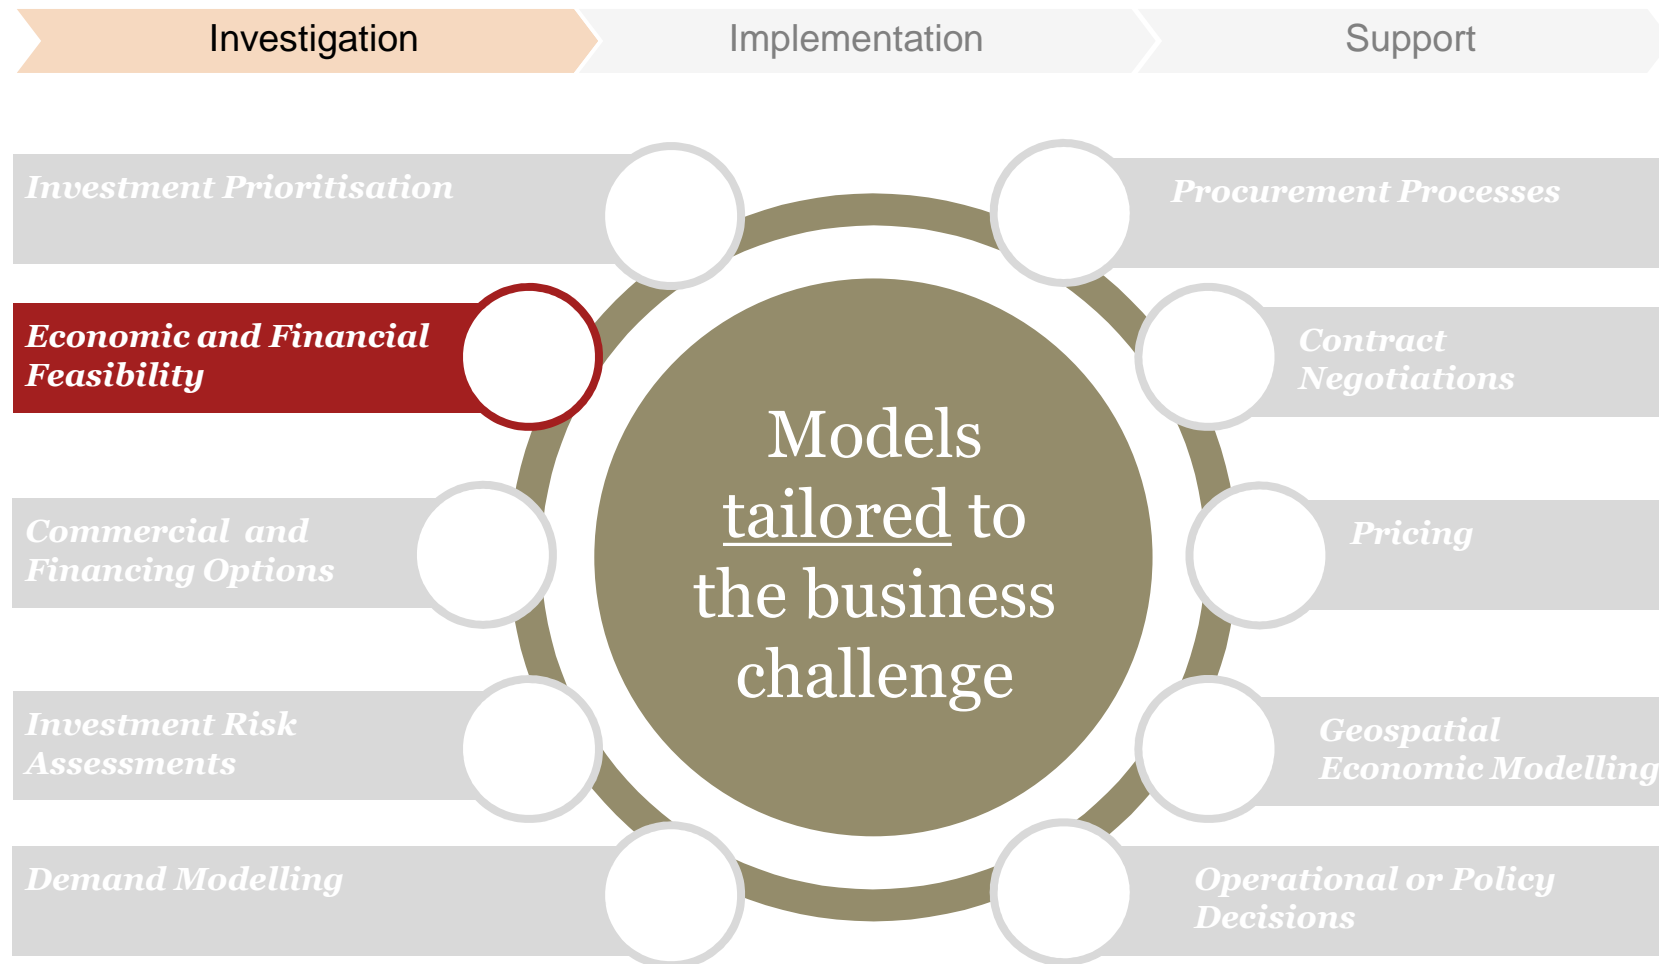 Investigation
Implementation
Support
Investment Prioritisation
Economic and Financial
Feasibility
Commercial and
Financing Options
Investment Risk
Assessments
Demand Modelling
Models
tailored to
the business
challenge
Procurement Processes
Contract
Negotiations
Pricing
Geospatial
Economic Modelling
Operational or Policy
Decisions